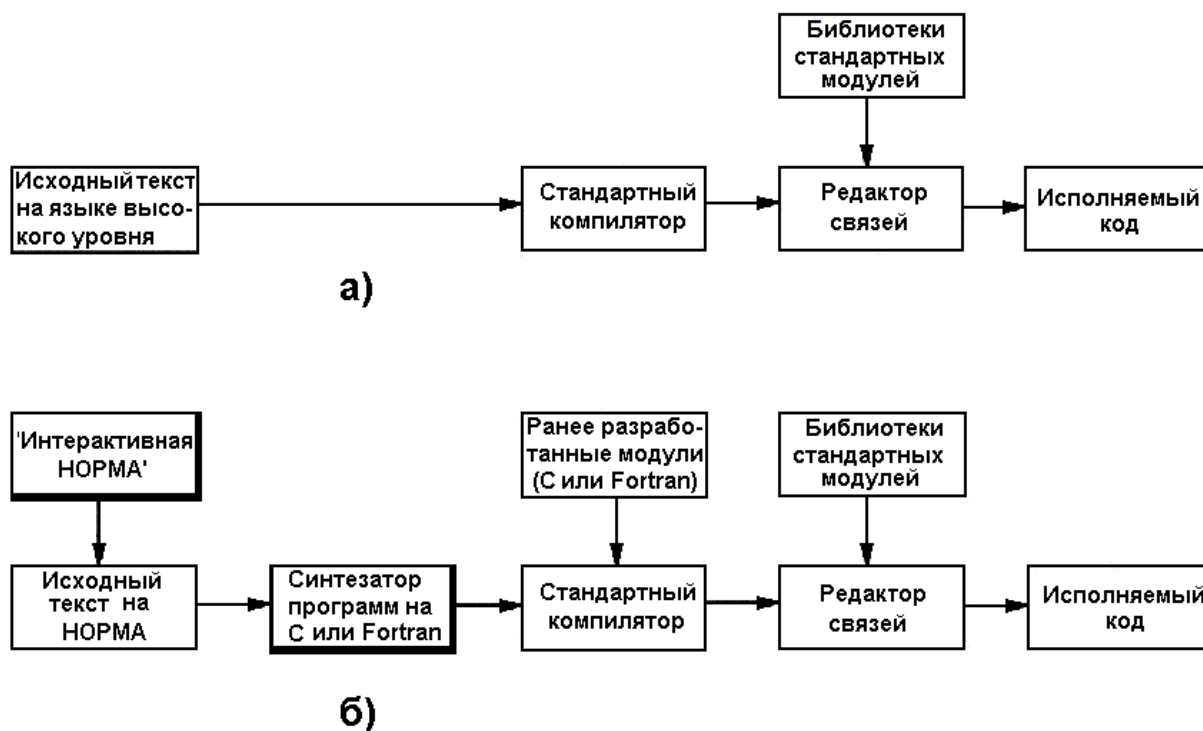 Библиотеки
стандартных
модулей
Исходный текст
на языке высо-
кого уровня
Стандартный
компилятор
Редактор
связей
Исполняемый
код
а)
'Интерактивная
НОРМА'
Ранее разрабо-
танные модули
(С или Fortran)
Библиотеки
стандартных
модулей
Исходный
текст на
НОРМА
Синтезатор
программ на
С или Fortran
Стандартный
компилятор
Редактор
связей
Исполняемый
код
б)